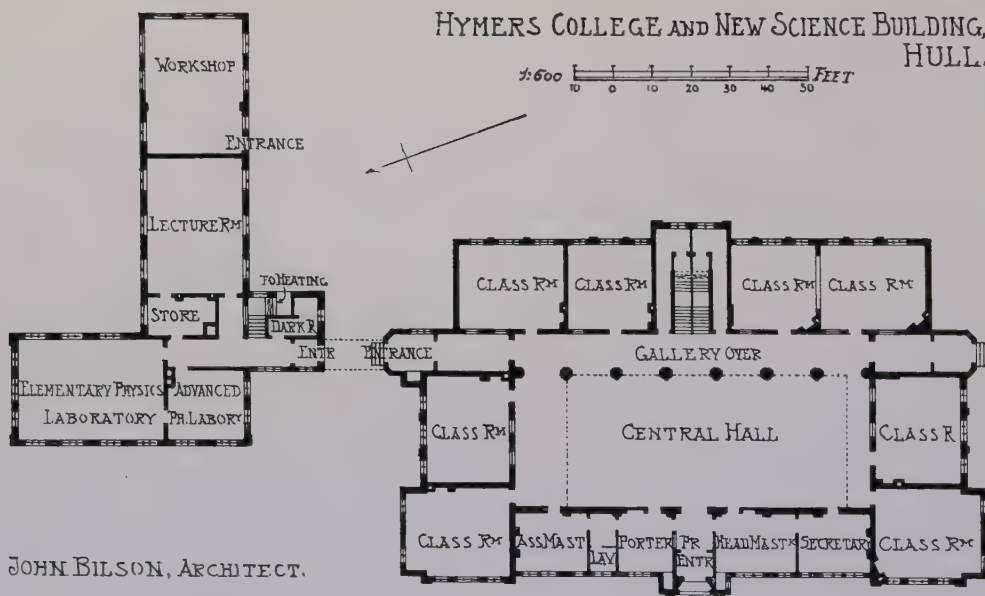 HYMERS COLLEGE AND NEW SCIENCE BUILDING,
HULL.
1:600
FEET
10 0 10 20 30 40 50
WORKSHOP
ENTRANCE
LECTURE RM
TO HEATING
STORE
DARK R
ENTR
ENTRANCE
ELEMENTARY PHYSICS
LABORATORY
ADVANCED
PH. LABORY
CLASS RM
CLASS RM
CLASS RM
CLASS RM
GALLERY OVER
CLASS RM
CENTRAL HALL
CLASS R
CLASS RM
ASS MAST
LAV
PORTER
PR
ENTR
HEAD MASTR
SECRETARY
CLASS RM
JOHN BILSON, ARCHITECT.